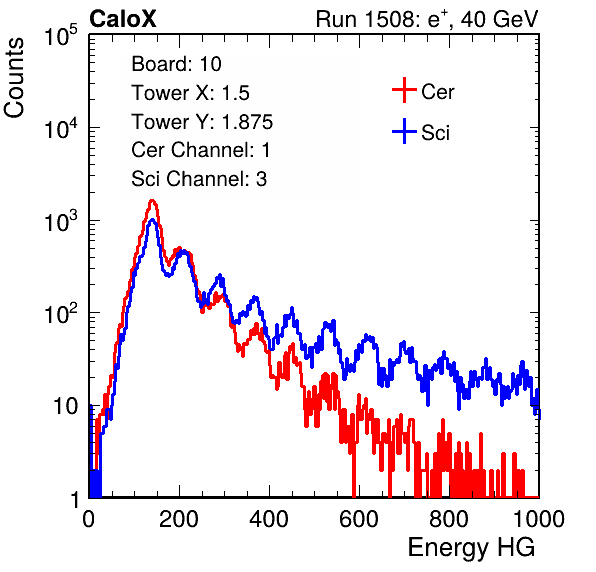 CaloX Run 1508: e⁺, 40 GeV
Counts
Board: 10
Tower X: 1.5
Tower Y: 1.875
Cer Channel: 1
Sci Channel: 3
Cer
Sci
10⁵
10⁴
10³
10²
10
1
0 200 400 600 800 1000
Energy HG